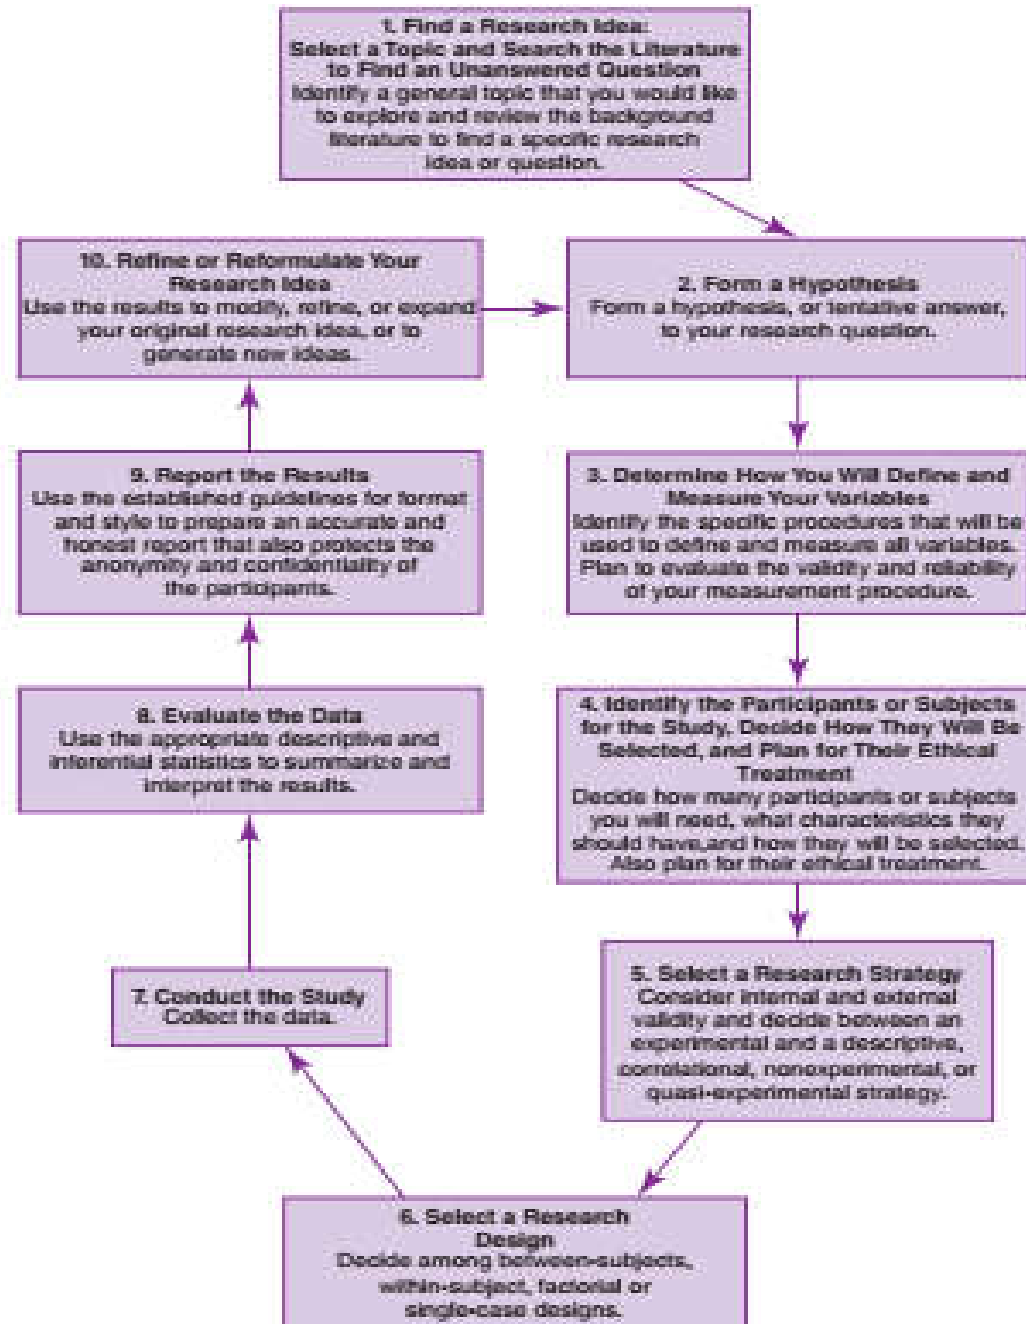 1. Find a Research Idea:
Select a Topic and Search the Literature
to Find an Unanswered Question
Identify a general topic that you would like
to explore and review the background
literature to find a specific research
idea or question.
2. Form a Hypothesis
Form a hypothesis, or tentative answer,
to your research question.
3. Determine How You Will Define and
Measure Your Variables
Identify the specific procedures that will be
used to define and measure all variables.
Plan to evaluate the validity and reliability
of your measurement procedure.
4. Identify the Participants or Subjects
for the Study, Decide How They Will Be
Selected, and Plan for Their Ethical
Treatment
Decide how many participants or subjects
you will need, what characteristics they
should have,and how they will be selected.
Also plan for their ethical treatment.
5. Select a Research Strategy
Consider internal and external
validity and decide between an
experimental and a descriptive,
correlational, nonexperimental, or
quasi-experimental strategy.
6. Select a Research
Design
Decide among between-subjects,
within-subject, factorial or
single-case designs.
7. Conduct the Study
Collect the data.
8. Evaluate the Data
Use the appropriate descriptive and
inferential statistics to summarize and
interpret the results.
9. Report the Results
Use the established guidelines for format
and style to prepare an accurate and
honest report that also protects the
anonymity and confidentiality of
the participants.
10. Refine or Reformulate Your
Research Idea
Use the results to modify, refine, or expand
your original research idea, or to
generate new ideas.